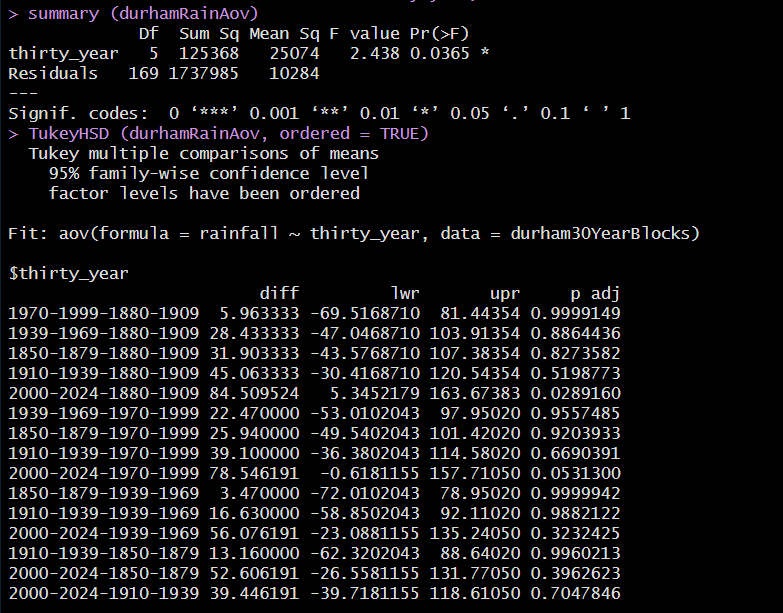 > summary (durhamRainAov)
             Df  Sum Sq Mean Sq F value Pr(>F)
thirty_year   5  125368   25074   2.438 0.0365 *
Residuals   169 1737985   10284
---
Signif. codes:  0 ‘***’ 0.001 ‘**’ 0.01 ‘*’ 0.05 ‘.’ 0.1 ‘ ’ 1
> TukeyHSD (durhamRainAov, ordered = TRUE)
  Tukey multiple comparisons of means
    95% family-wise confidence level
    factor levels have been ordered
Fit: aov(formula = rainfall ~ thirty_year, data = durham30YearBlocks)
$thirty_year
                         diff         lwr       upr     p adj
1970-1999-1880-1909  5.963333 -69.5168710  81.44354 0.9999149
1939-1969-1880-1909 28.433333 -47.0468710 103.91354 0.8864436
1850-1879-1880-1909 31.903333 -43.5768710 107.38354 0.8273582
1910-1939-1880-1909 45.063333 -30.4168710 120.54354 0.5198773
2000-2024-1880-1909 84.509524   5.3452179 163.67383 0.0289160
1939-1969-1970-1999 22.470000 -53.0102043  97.95020 0.9557485
1850-1879-1970-1999 25.940000 -49.5402043 101.42020 0.9203933
1910-1939-1970-1999 39.100000 -36.3802043 114.58020 0.6690391
2000-2024-1970-1999 78.546191  -0.6181155 157.71050 0.0531300
1850-1879-1939-1969  3.470000 -72.0102043  78.95020 0.9999942
1910-1939-1939-1969 16.630000 -58.8502043  92.11020 0.9882122
2000-2024-1939-1969 56.076191 -23.0881155 135.24050 0.3232425
1910-1939-1850-1879 13.160000 -62.3202043  88.64020 0.9960213
2000-2024-1850-1879 52.606191 -26.5581155 131.77050 0.3962623
2000-2024-1910-1939 39.446191 -39.7181155 118.61050 0.7047846